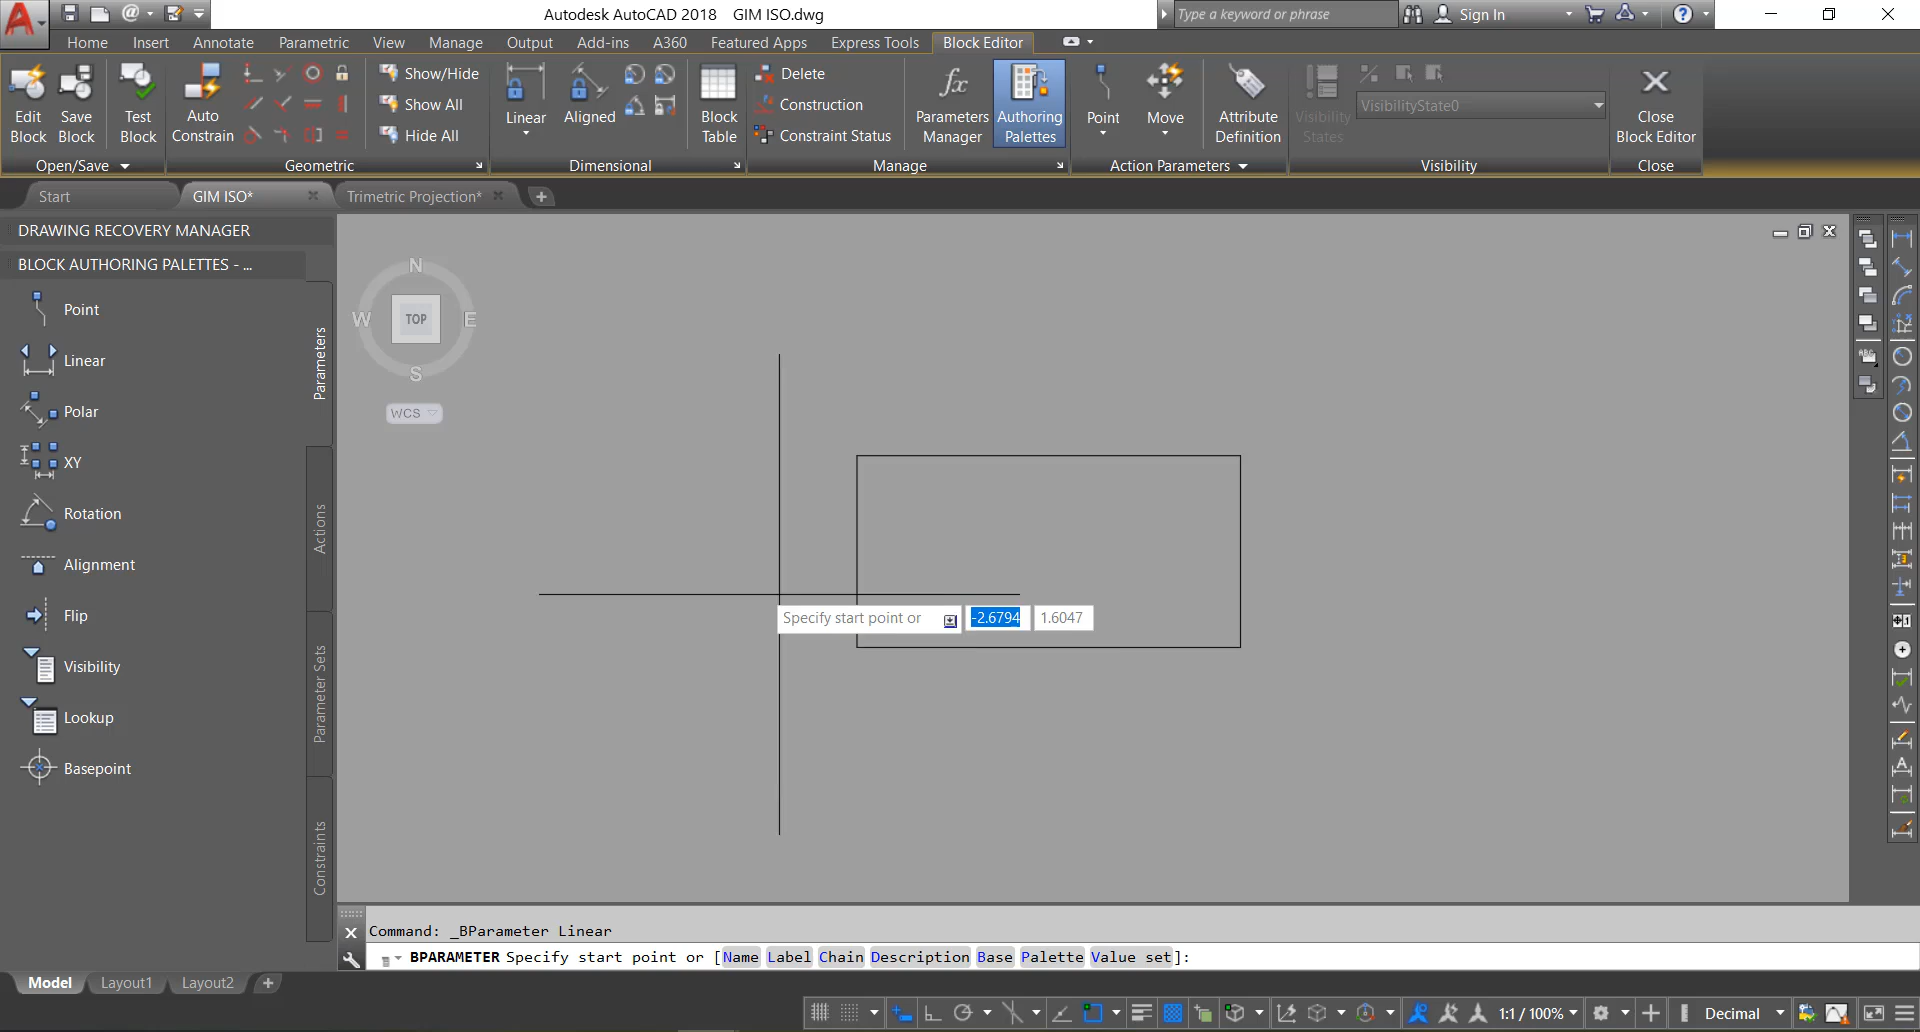 Autodesk AutoCAD 2018 GIM ISO.dwg
Type a keyword or phrase
Sign In
Home Insert Annotate Parametric View Manage Output Add-ins A360 Featured Apps Express Tools Block Editor
Edit Block
Save Block
Test Block
Auto Constrain
Show/Hide
Show All
Hide All
Linear
Aligned
Block Table
Delete
Construction
Constraint Status
Parameters Manager
Authoring Palettes
Point
Move
Attribute Definition
Visibility States
VisibilityState0
Close Block Editor
Open/Save
Geometric
Dimensional
Manage
Action Parameters
Visibility
Close
Start
GIM ISO*
Trimetric Projection*
DRAWING RECOVERY MANAGER
BLOCK AUTHORING PALETTES - ...
Point
Linear
Polar
XY
Rotation
Alignment
Flip
Visibility
Lookup
Basepoint
Parameters
Actions
Parameter Sets
Constraints
N
W
TOP
E
S
WCS
Specify start point or
-2.6794
1.6047
ABC
Command: _BParameter Linear
BPARAMETER Specify start point or [Name Label Chain Description Base Palette Value set]:
Model
Layout1
Layout2
1:1 / 100%
Decimal